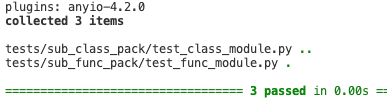 plugins: anyio-4.2.0
collected 3 items
tests/sub_class_pack/test_class_module.py ..
tests/sub_func_pack/test_func_module.py .
================================== 3 passed in 0.00s ==